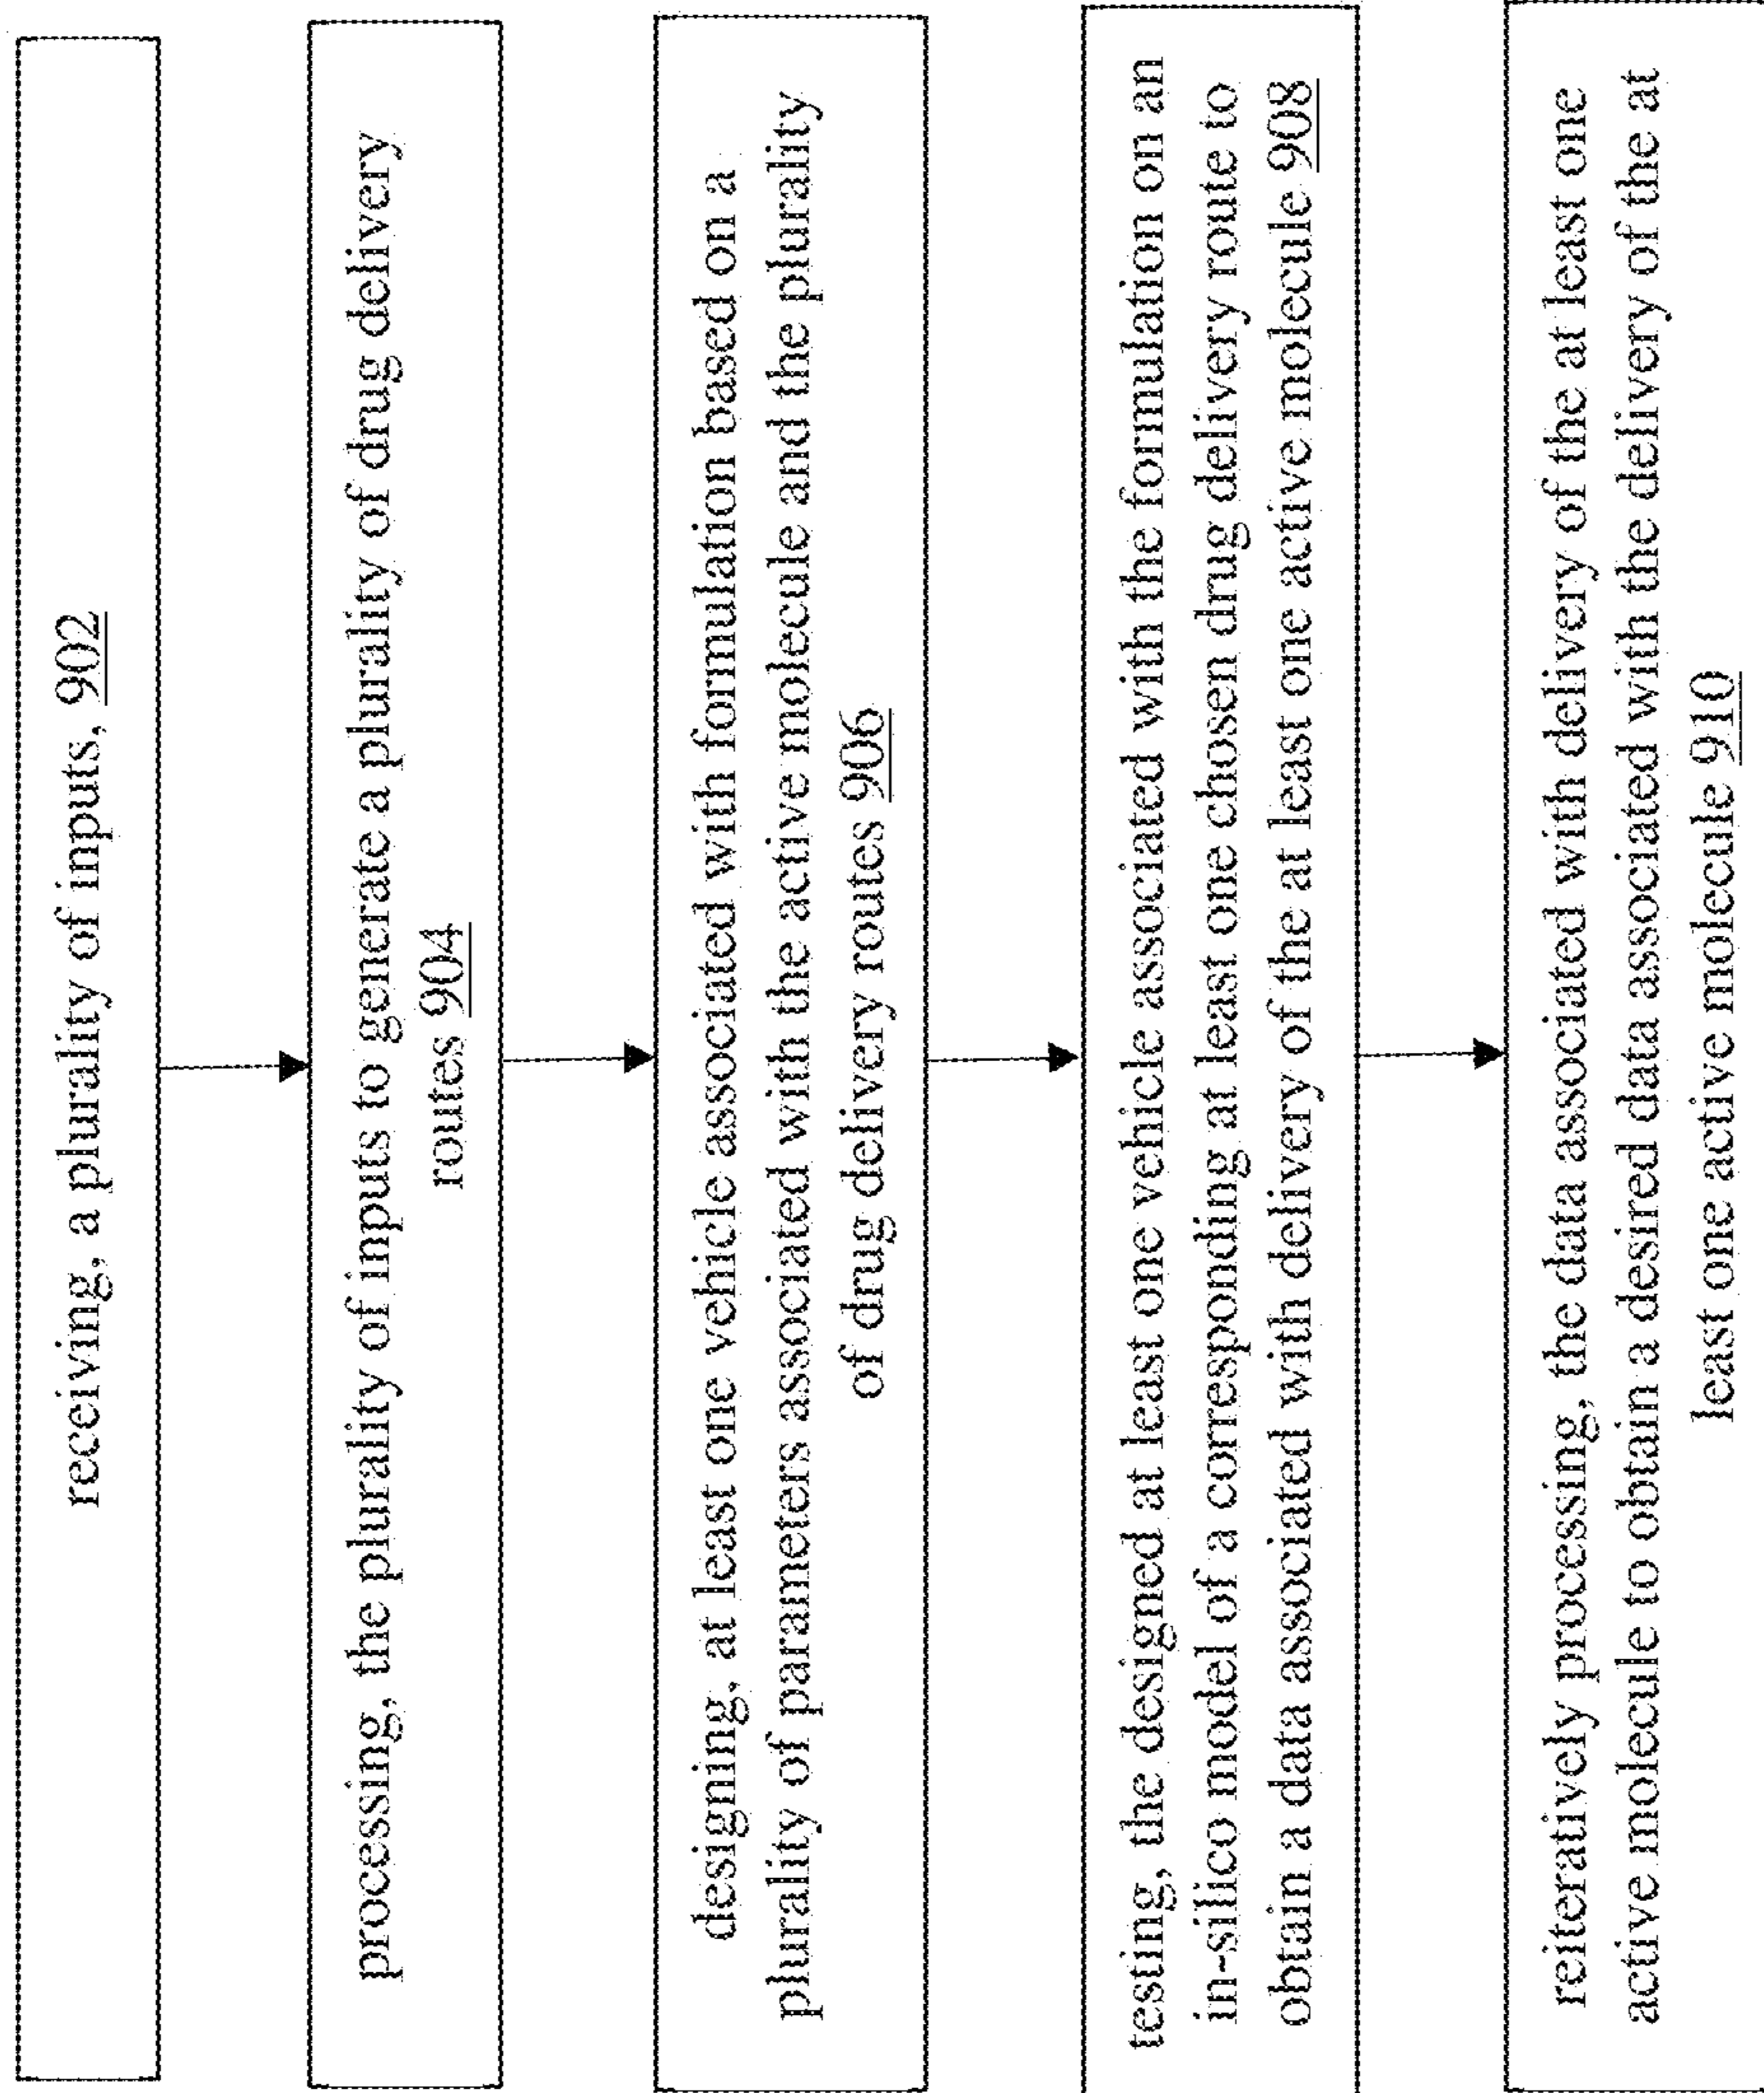 receiving, a plurality of inputs, 902
processing, the plurality of inputs to generate a plurality of drug delivery
routes 904
designing, at least one vehicle associated with formulation based on a
plurality of parameters associated with the active molecule and the plurality
of drug delivery routes 906
testing, the designed at least one vehicle associated with the formulation on an
in-silico model of a corresponding at least one chosen drug delivery route to
obtain a data associated with delivery of the at least one active molecule 908
reiteratively processing, the data associated with delivery of the at least one
active molecule to obtain a desired data associated with the delivery of the at
least one active molecule 910